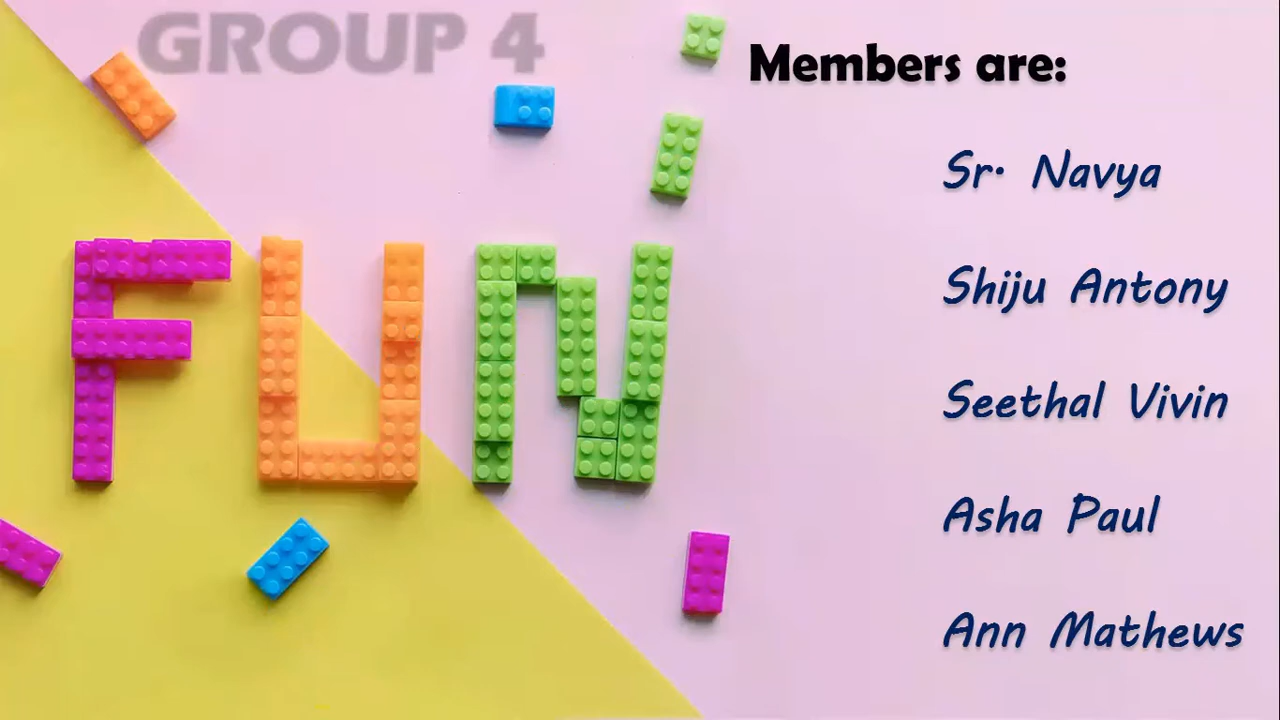 GROUP 4
Members are:
FUN
Sr. Navya
Shiju Antony
Seethal Vivin
Asha Paul
Ann Mathews